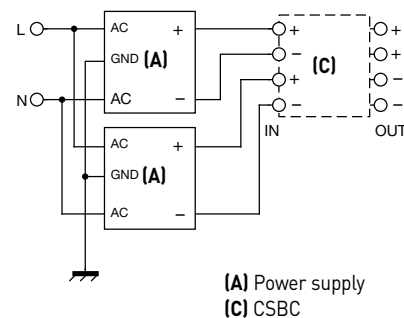 L
AC
+
GND
(A)
–
N
AC
–
+
–
+
–
(C)
+
+
–
–
IN
OUT
AC
+
GND
(A)
AC
–
(A) Power supply
(C) CSBC